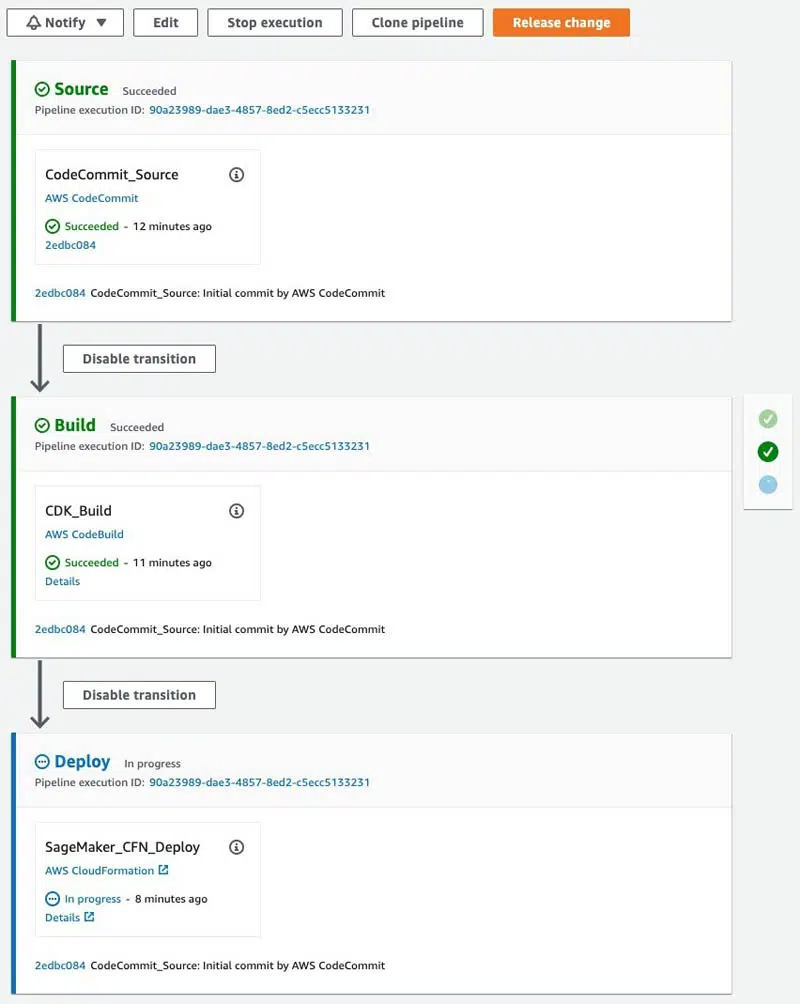 Notify ▼ Edit Stop execution Clone pipeline Release change
Source Succeeded
Pipeline execution ID: 90a23989-dae3-4857-8ed2-c5ecc5133231
CodeCommit_Source
AWS CodeCommit
Succeeded - 12 minutes ago
2edbc084
2edbc084 CodeCommit_Source: Initial commit by AWS CodeCommit
Disable transition
Build Succeeded
Pipeline execution ID: 90a23989-dae3-4857-8ed2-c5ecc5133231
CDK_Build
AWS CodeBuild
Succeeded - 11 minutes ago
Details
2edbc084 CodeCommit_Source: Initial commit by AWS CodeCommit
Disable transition
Deploy In progress
Pipeline execution ID: 90a23989-dae3-4857-8ed2-c5ecc5133231
SageMaker_CFN_Deploy
AWS CloudFormation
In progress - 8 minutes ago
Details
2edbc084 CodeCommit_Source: Initial commit by AWS CodeCommit